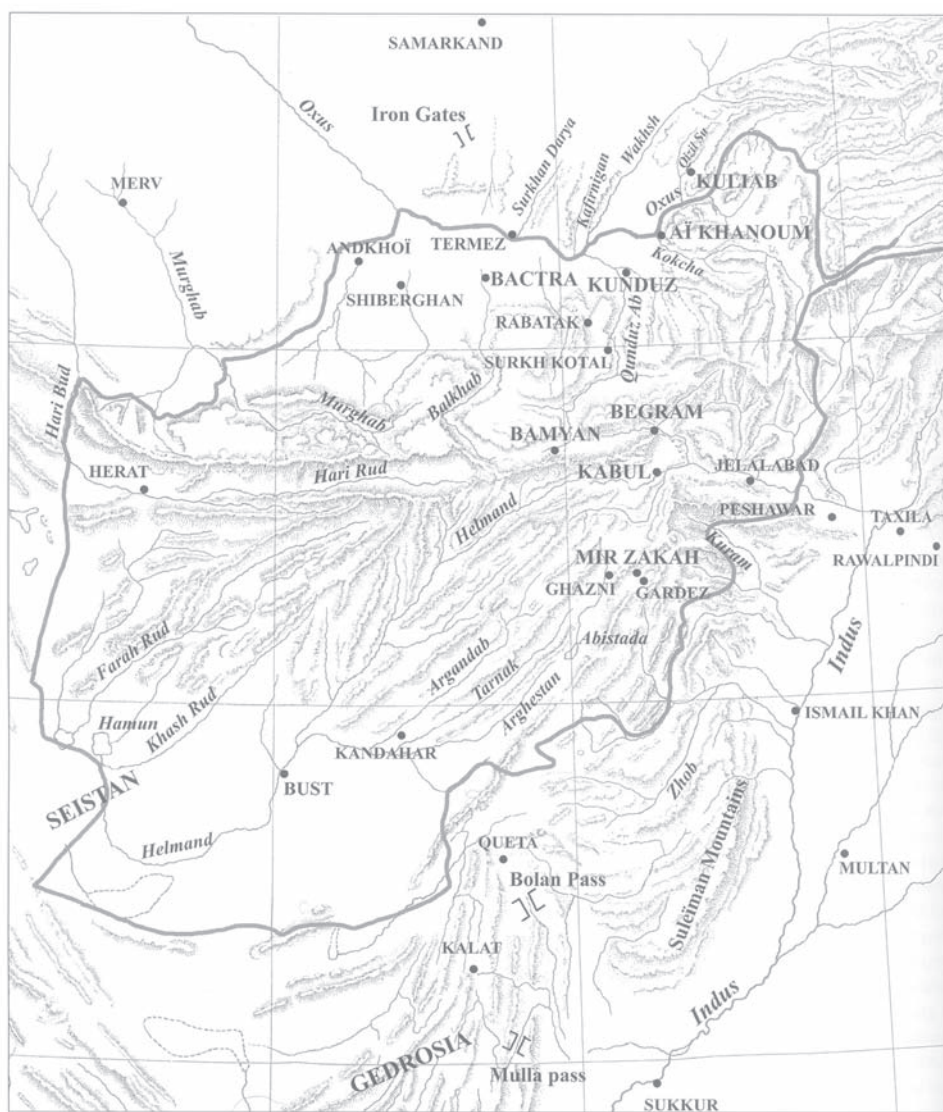 SAMARKAND
Oxus
Iron Gates
Surkhan Darya
Kafirnigan
Wakhsh
Qizil Su
MERV
KULIAB
Oxus
Murghab
ANDKHOÏ
TERMEZ
AÏ KHANOUM
Kokcha
SHIBERGHAN
BACTRA
KUNDUZ
RABATAK
Qunduz Ab
SURKH KOTAL
Hari Bud
Murghab
Balkhab
BEGRAM
BAMYAN
HERAT
Hari Rud
KABUL
JELALABAD
Helmand
PESHAWAR
TAXILA
Kuram
RAWALPINDI
MIR ZAKAH
GHAZNI
GARDEZ
Farah Rud
Argandab
Abistada
Tarnak
Indus
Arghestan
Hamun
Khash Rud
ISMAIL KHAN
KANDAHAR
SEISTAN
BUST
Zhob
Helmand
QUETA
Suleïman Mountains
MULTAN
Bolan Pass
KALAT
Indus
GEDROSIA
Mulla pass
SUKKUR